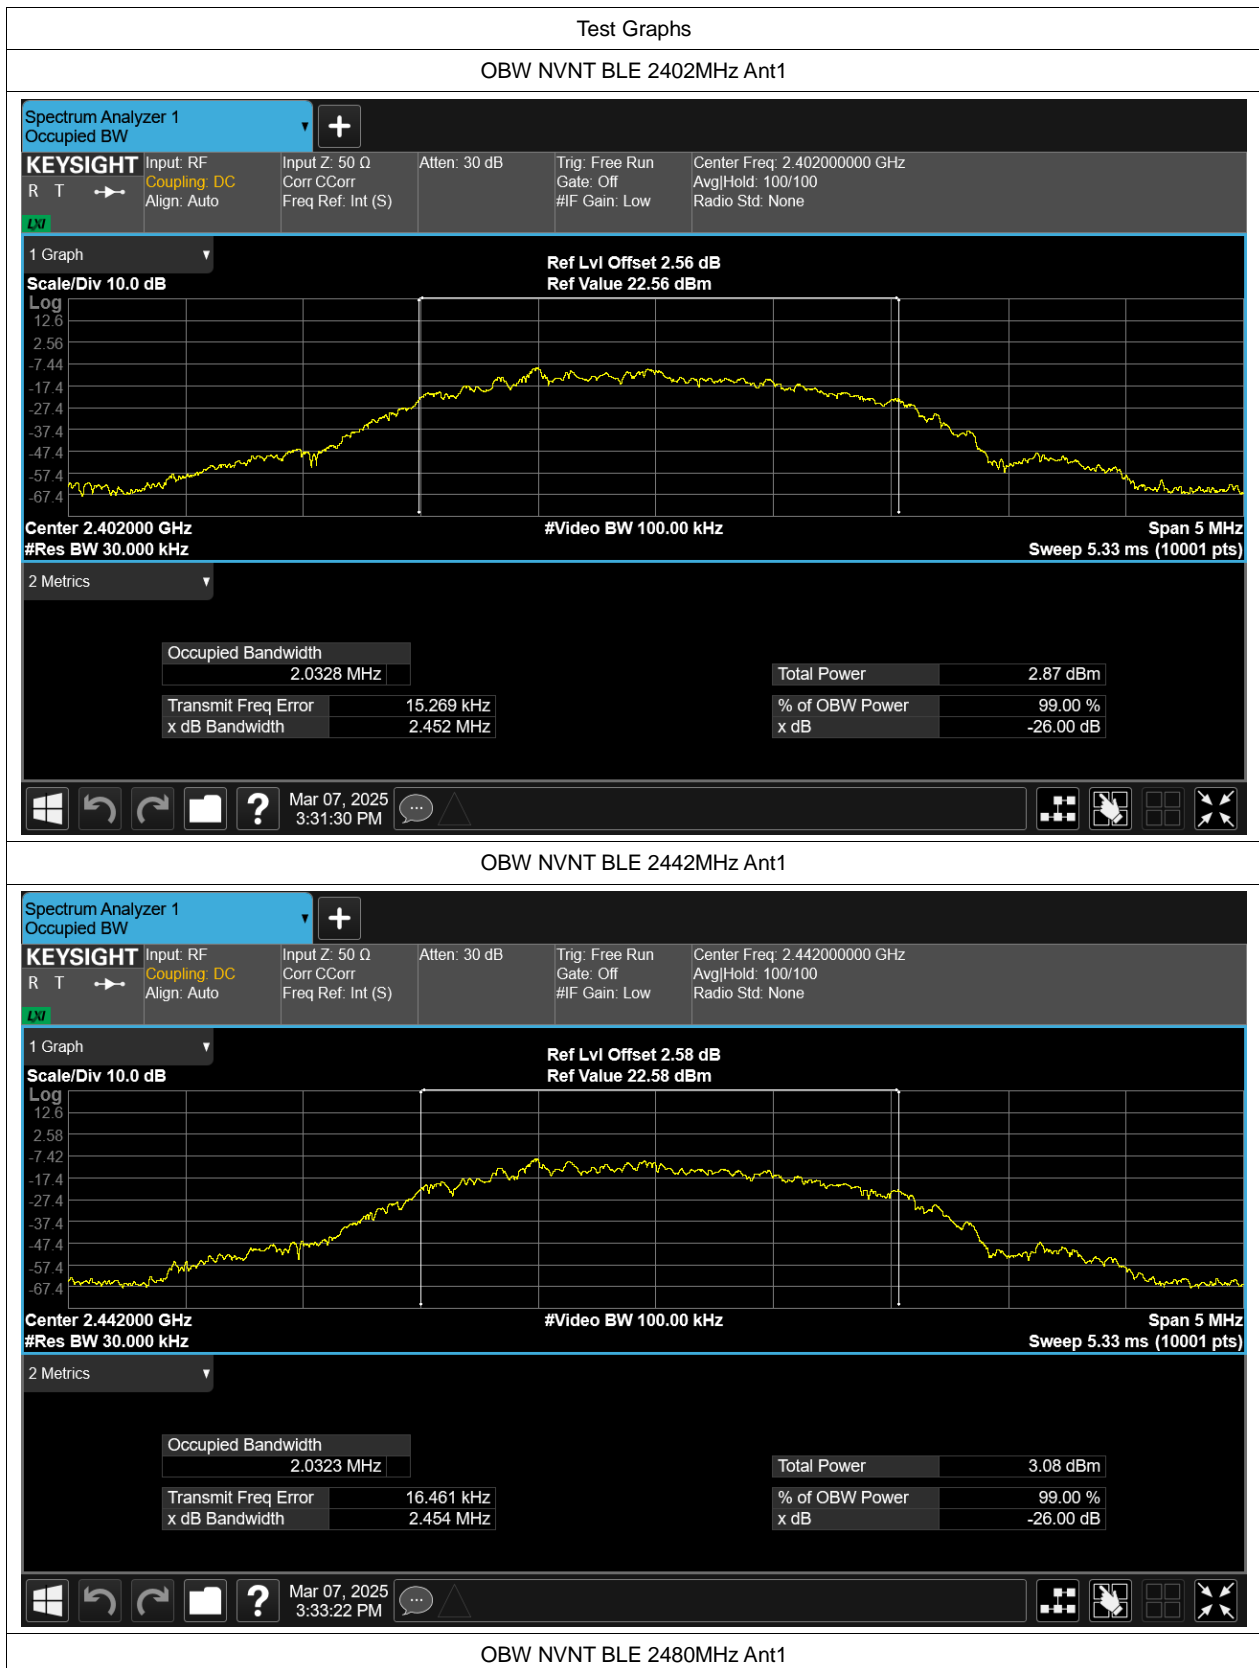 Test Graphs
OBW NVNT BLE 2402MHz Ant1
Spectrum Analyzer 1
Occupied BW
KEYSIGHT Input: RF Input Z: 50 Ω Atten: 30 dB Trig: Free Run Center Freq: 2.402000000 GHz
R T Coupling: DC Corr CCorr Gate: Off Avg|Hold: 100/100
Align: Auto Freq Ref: Int (S) #IF Gain: Low Radio Std: None
LXI
1 Graph
Ref Lvl Offset 2.56 dB
Scale/Div 10.0 dB Ref Value 22.56 dBm
Log
12.6
2.56
-7.44
-17.4
-27.4
-37.4
-47.4
-57.4
-67.4
Center 2.402000 GHz #Video BW 100.00 kHz Span 5 MHz
#Res BW 30.000 kHz Sweep 5.33 ms (10001 pts)
2 Metrics
Occupied Bandwidth
2.0328 MHz Total Power 2.87 dBm
Transmit Freq Error 15.269 kHz % of OBW Power 99.00 %
x dB Bandwidth 2.452 MHz x dB -26.00 dB
Mar 07, 2025
3:31:30 PM
OBW NVNT BLE 2442MHz Ant1
Spectrum Analyzer 1
Occupied BW
KEYSIGHT Input: RF Input Z: 50 Ω Atten: 30 dB Trig: Free Run Center Freq: 2.442000000 GHz
R T Coupling: DC Corr CCorr Gate: Off Avg|Hold: 100/100
Align: Auto Freq Ref: Int (S) #IF Gain: Low Radio Std: None
LXI
1 Graph
Ref Lvl Offset 2.58 dB
Scale/Div 10.0 dB Ref Value 22.58 dBm
Log
12.6
2.58
-7.42
-17.4
-27.4
-37.4
-47.4
-57.4
-67.4
Center 2.442000 GHz #Video BW 100.00 kHz Span 5 MHz
#Res BW 30.000 kHz Sweep 5.33 ms (10001 pts)
2 Metrics
Occupied Bandwidth
2.0323 MHz Total Power 3.08 dBm
Transmit Freq Error 16.461 kHz % of OBW Power 99.00 %
x dB Bandwidth 2.454 MHz x dB -26.00 dB
Mar 07, 2025
3:33:22 PM
OBW NVNT BLE 2480MHz Ant1